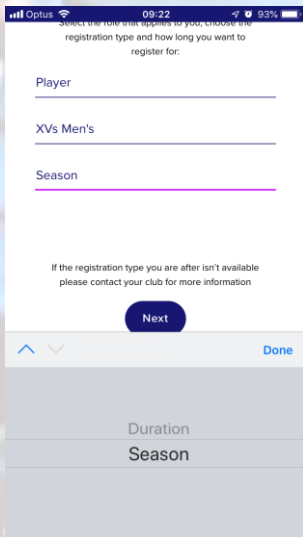 Optus 09:22 93%
Select the role that applies to you, choose the
registration type and how long you want to
register for:
Player
XVs Men's
Season
If the registration type you are after isn't available
please contact your club for more information
Next
Done
Duration
Season